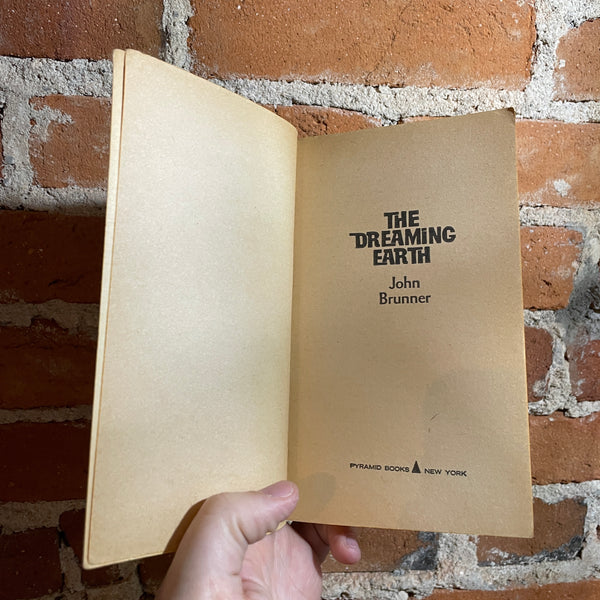 THE
DREAMiNG
EARTH
John
Brunner
PYRAMID BOOKS NEW YORK